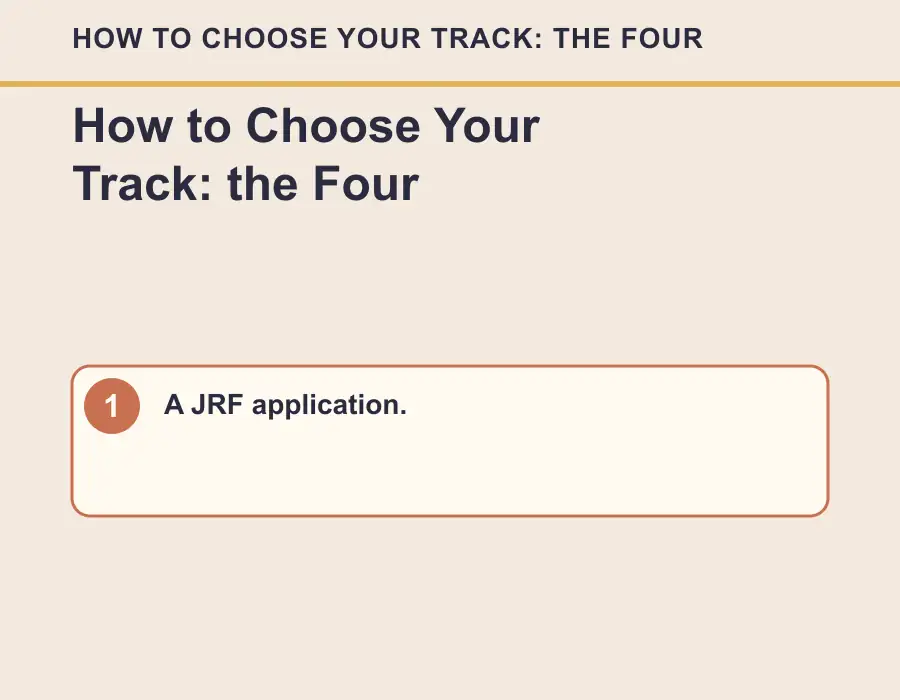 HOW TO CHOOSE YOUR TRACK: THE FOUR
How to Choose Your
Track: the Four
1
A JRF application.